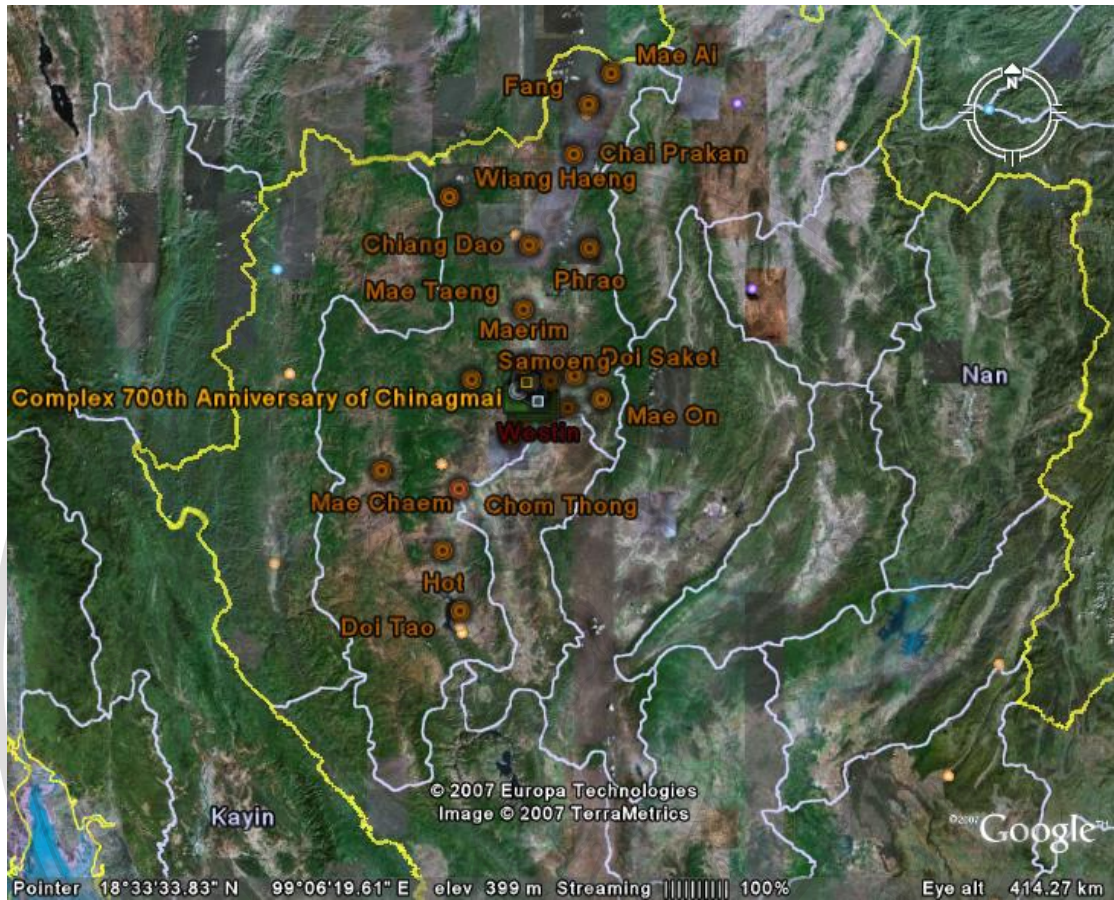 Mae Ai
Fang
Chai Prakan
Wiang Haeng
Chiang Dao
Phrao
Mae Taeng
Maerim
Samoeng
Doi Saket
Nan
Complex 700th Anniversary of Chinagmai
Mae On
Westin
Mae Chaem
Chom Thong
Hot
Doi Tao
© 2007 Europa Technologies
Image © 2007 TerraMetrics
Kayin
©2007 Google™
Pointer 18°33'33.83" N 99°06'19.61" E elev 399 m Streaming |||||||||| 100% Eye alt 414.27 km
N